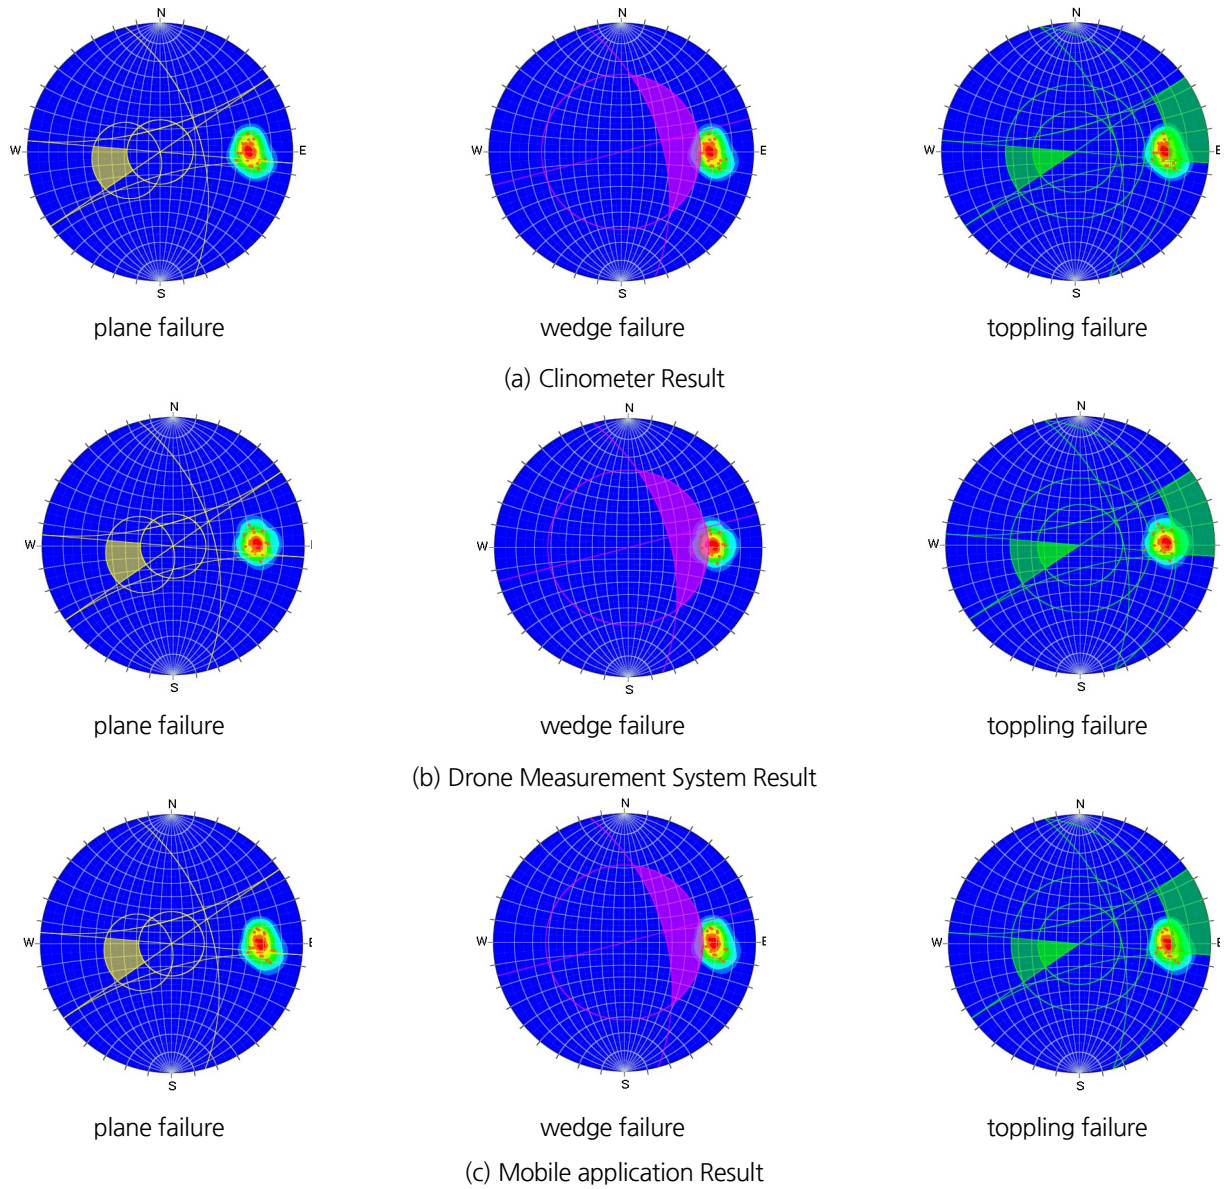 N
N
N
W
E
W
E
W
E
S
S
S
plane failure
wedge failure
toppling failure
(a) Clinometer Result
N
N
N
W
W
E
W
E
S
S
S
plane failure
wedge failure
toppling failure
(b) Drone Measurement System Result
N
N
N
W
E
W
E
W
E
S
S
S
plane failure
wedge failure
toppling failure
(c) Mobile application Result